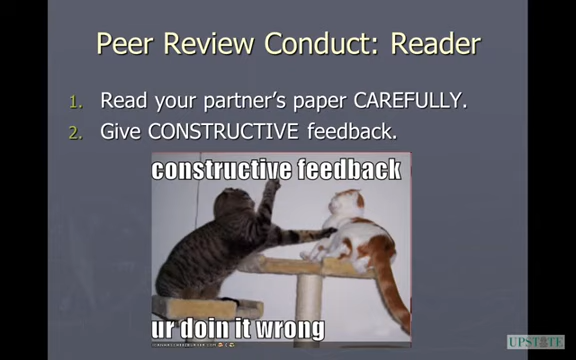 Peer Review Conduct: Reader
1. Read your partner's paper CAREFULLY.
2. Give CONSTRUCTIVE feedback.
constructive feedback
ur doin it wrong
UPSTATE